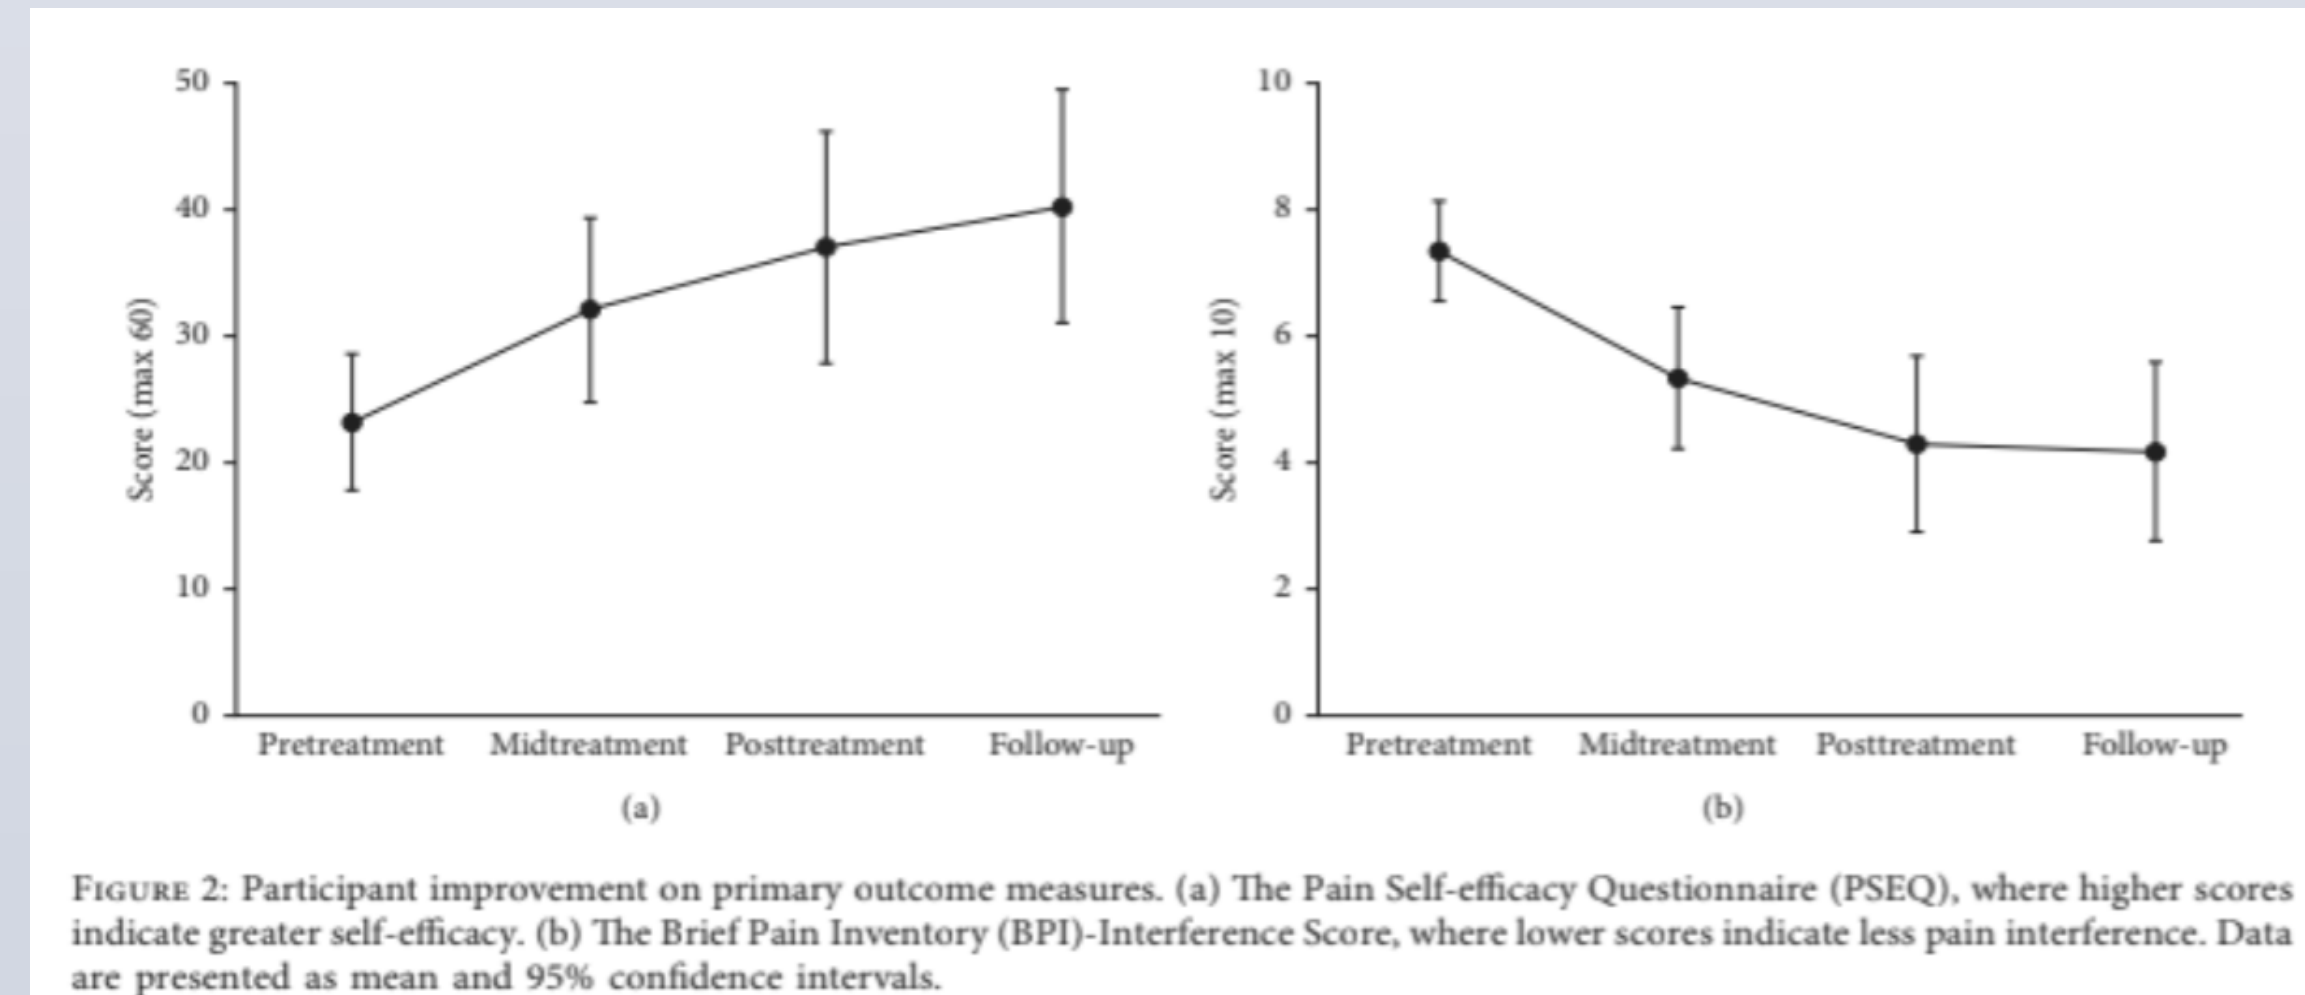 50
40
30
20
10
0
Score (max 60)
Pretreatment Midtreatment Posttreatment Follow-up
(a)
10
8
6
4
2
0
Score (max 10)
Pretreatment Midtreatment Posttreatment Follow-up
(b)
FIGURE 2: Participant improvement on primary outcome measures. (a) The Pain Self-efficacy Questionnaire (PSEQ), where higher scores
indicate greater self-efficacy. (b) The Brief Pain Inventory (BPI)-Interference Score, where lower scores indicate less pain interference. Data
are presented as mean and 95% confidence intervals.